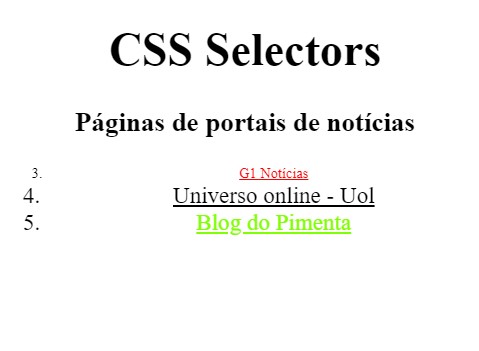 CSS Selectors
Páginas de portais de notícias
3. G1 Notícias
4. Universo online - Uol
5. Blog do Pimenta